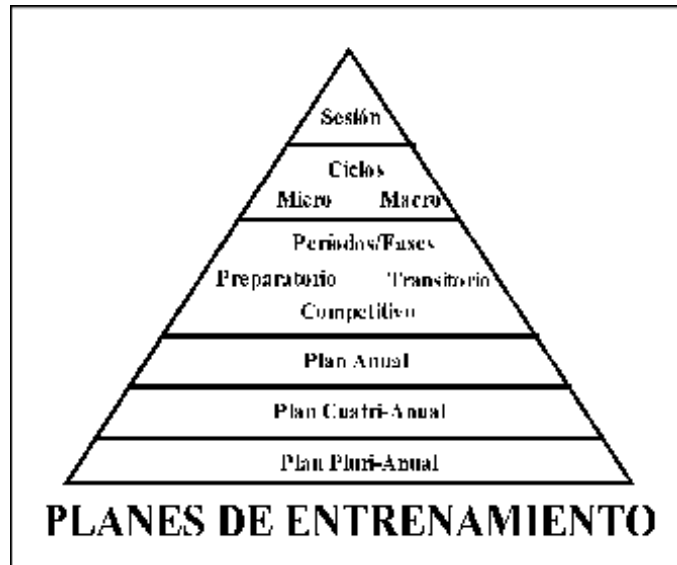 Sesión
Ciclos
Micro Macro
Períodos/Fases
Preparatorio Transitorio
Competitivo
Plan Anual
Plan Cuatri-Anual
Plan Pluri-Anual
PLANES DE ENTRENAMIENTO